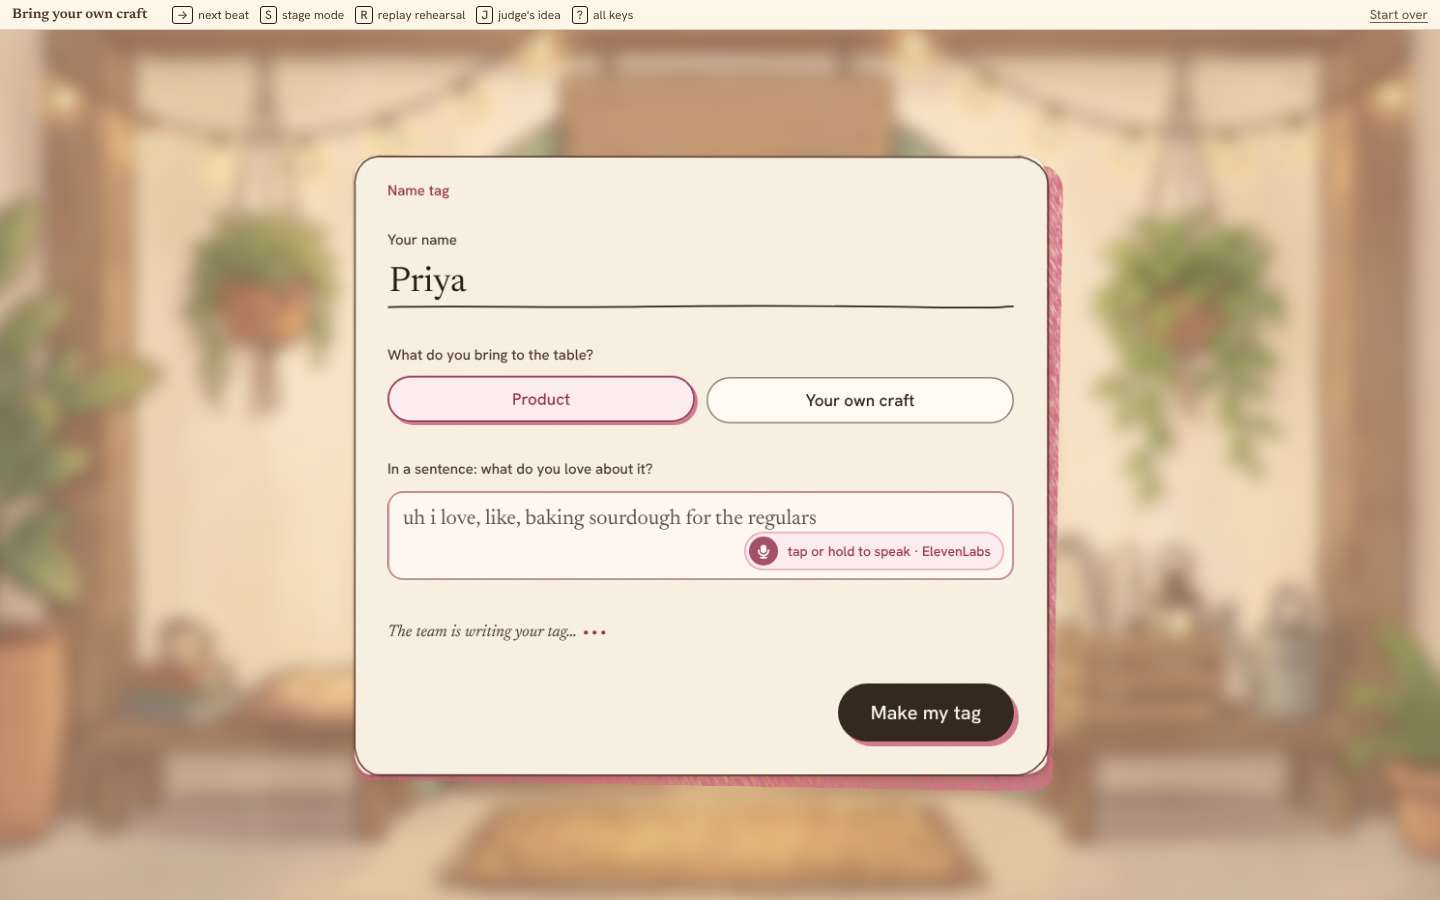 Bring your own craft → next beat S stage mode R replay rehearsal J judge's idea ? all keys Start over
Name tag
Your name
Priya
What do you bring to the table?
Product Your own craft
In a sentence: what do you love about it?
uh i love, like, baking sourdough for the regulars
tap or hold to speak · ElevenLabs
The team is writing your tag...
Make my tag